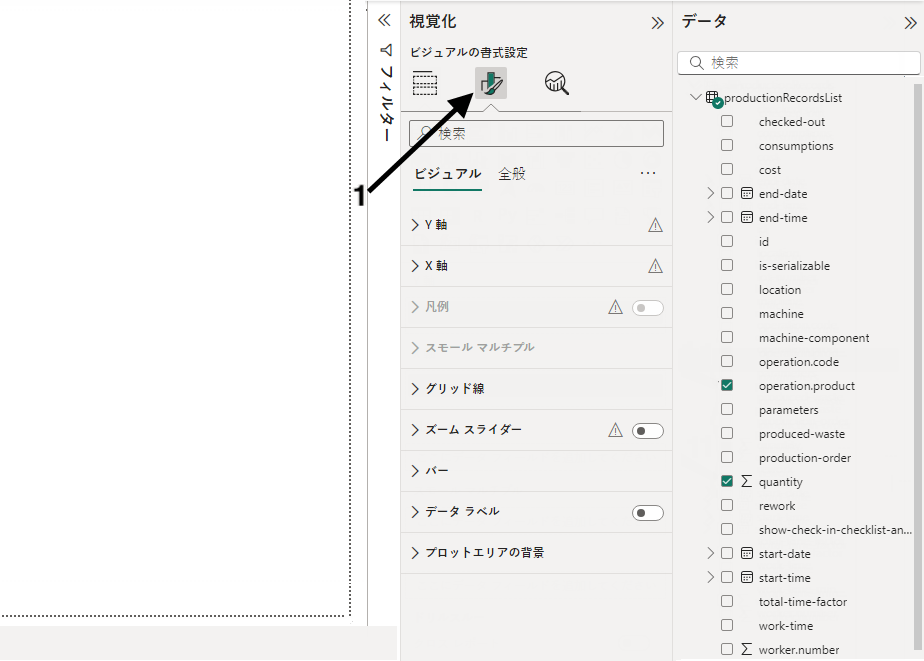 視覚化
ビジュアルの書式設定
フィルター
1
検索
ビジュアル 全般 ...
Y 軸
X 軸
凡例
スモール マルチプル
グリッド線
ズーム スライダー
バー
データ ラベル
プロットエリアの背景
データ
検索
productionRecordsList
checked-out
consumptions
cost
end-date
end-time
id
is-serializable
location
machine
machine-component
operation.code
operation.product
parameters
produced-waste
production-order
quantity
rework
show-check-in-checklist-an...
start-date
start-time
total-time-factor
work-time
worker.number